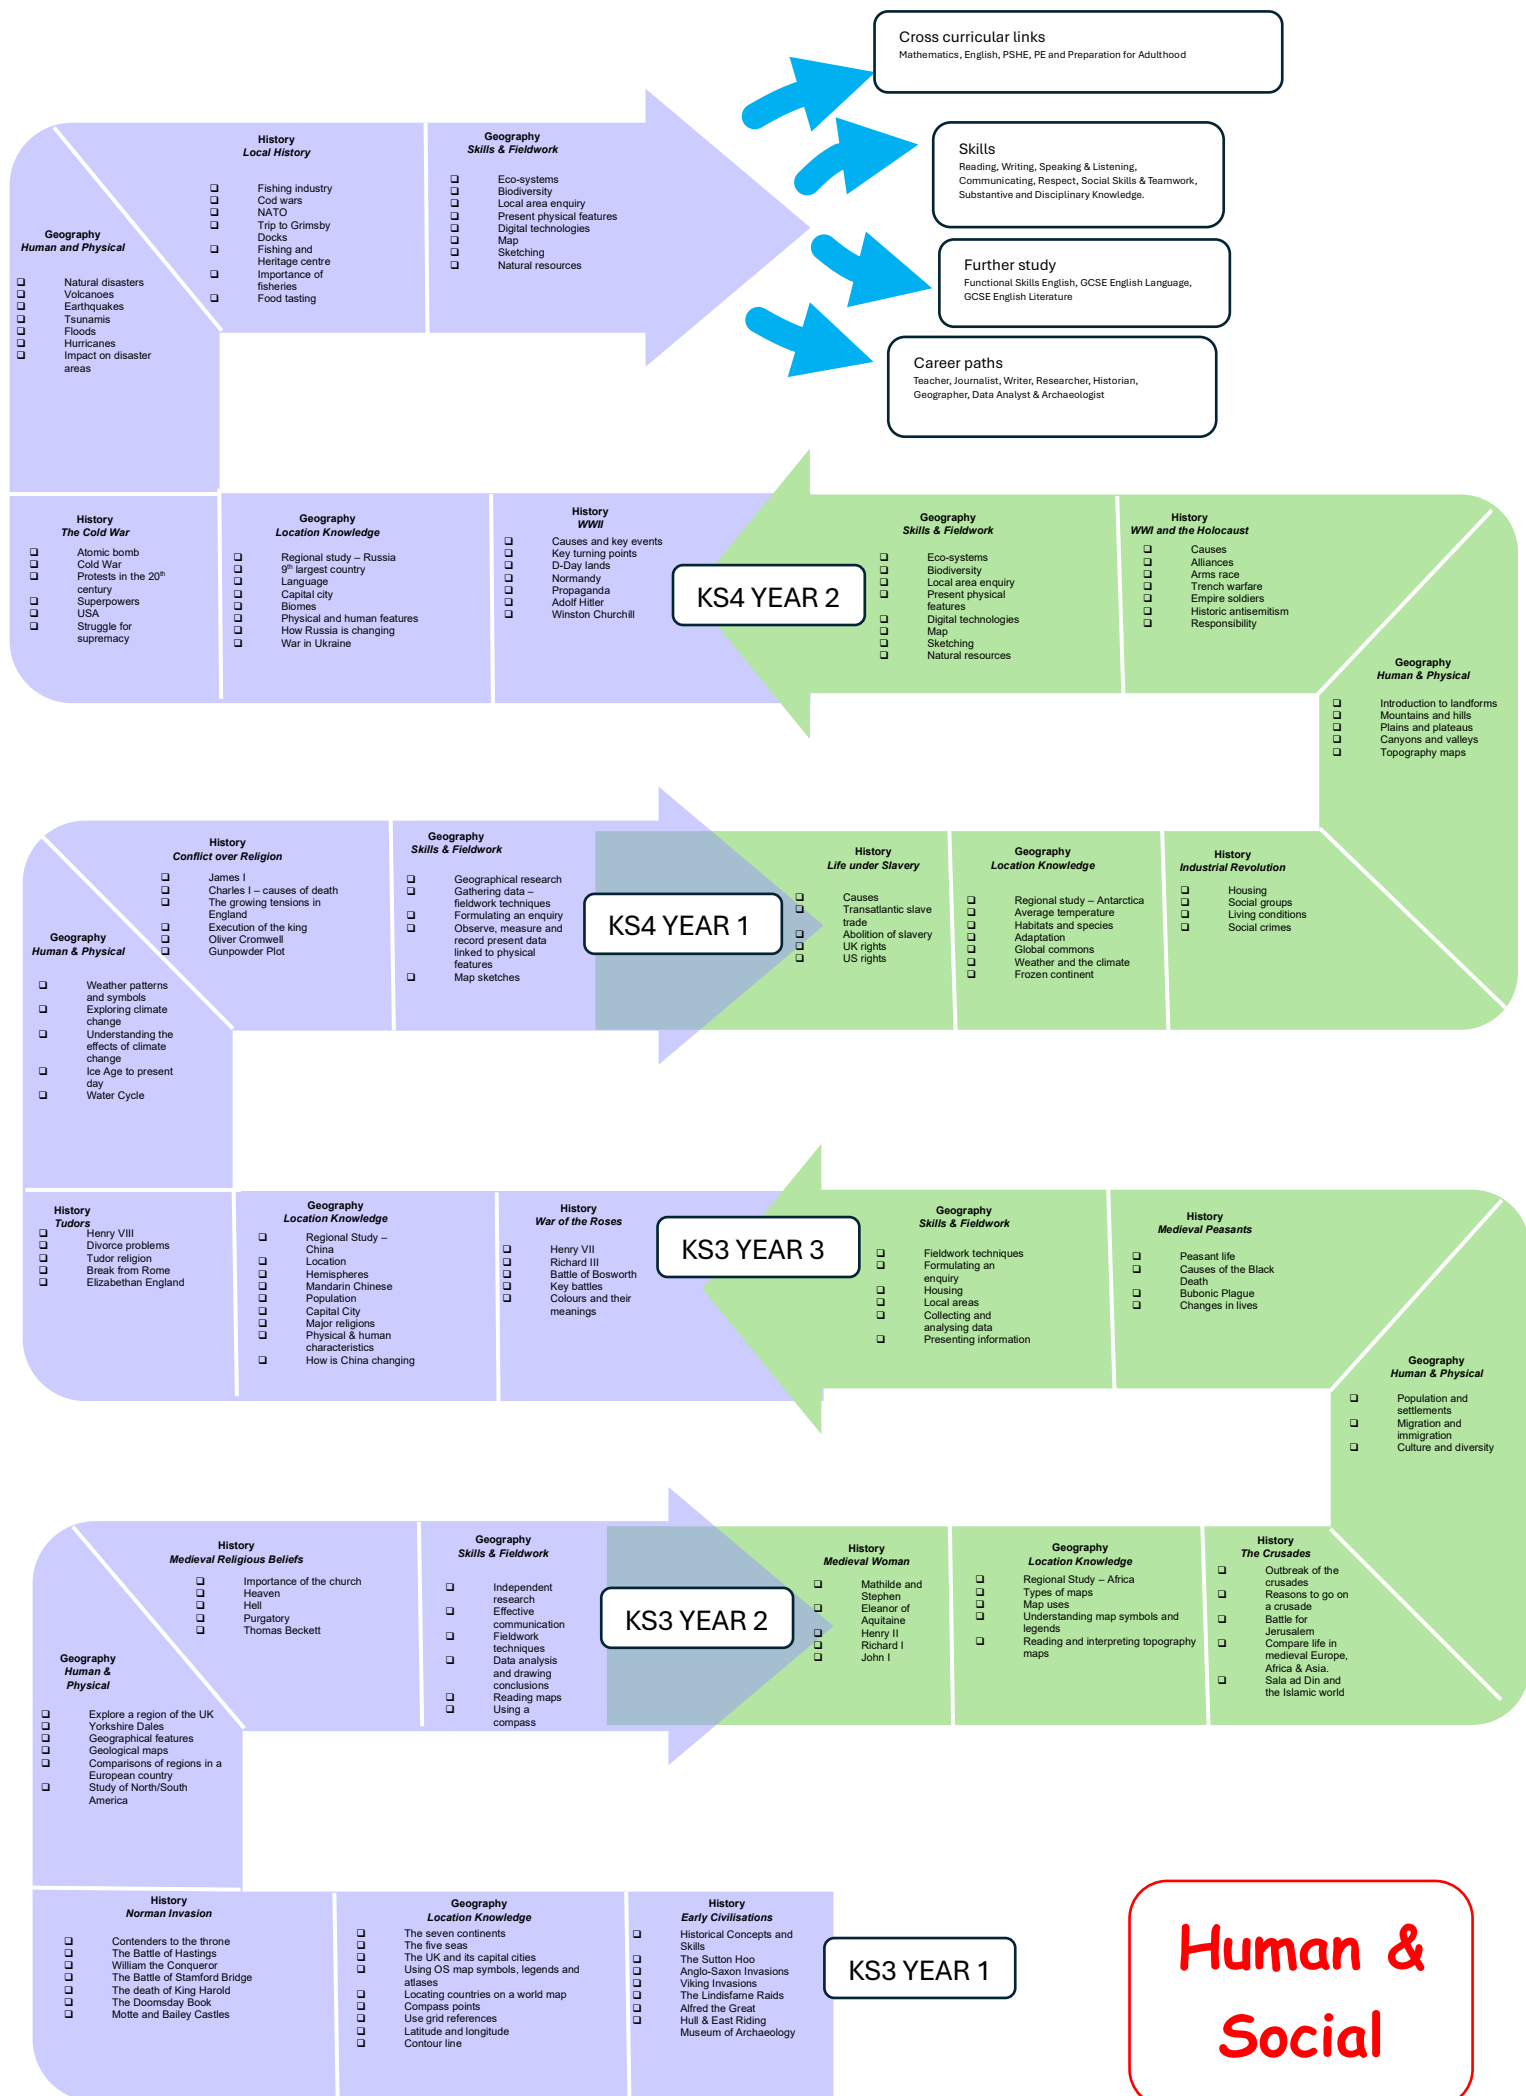 Cross curricular links
Mathematics, English, PSHE, PE and Preparation for Adulthood
Skills
Reading, Writing, Speaking & Listening,
Communicating, Respect, Social Skills & Teamwork,
Substantive and Disciplinary Knowledge.
Further study
Functional Skills English, GCSE English Language,
GCSE English Literature
Career paths
Teacher, Journalist, Writer, Researcher, Historian,
Geographer, Data Analyst & Archaeologist
Geography
Human and Physical
❑ Natural disasters
❑ Volcanoes
❑ Earthquakes
❑ Tsunamis
❑ Floods
❑ Hurricanes
❑ Impact on disaster
areas
History
Local History
❑ Fishing industry
❑ Cod wars
❑ NATO
❑ Trip to Grimsby
Docks
❑ Fishing and
Heritage centre
❑ Importance of
fisheries
❑ Food tasting
Geography
Skills & Fieldwork
❑ Eco-systems
❑ Biodiversity
❑ Local area enquiry
❑ Present physical features
❑ Digital technologies
❑ Map
❑ Sketching
❑ Natural resources
History
The Cold War
❑ Atomic bomb
❑ Cold War
❑ Protests in the 20th
century
❑ Superpowers
❑ USA
❑ Struggle for
supremacy
Geography
Location Knowledge
❑ Regional study – Russia
❑ 9th largest country
❑ Language
❑ Capital city
❑ Biomes
❑ Physical and human features
❑ How Russia is changing
❑ War in Ukraine
History
WWII
❑ Causes and key events
❑ Key turning points
❑ D-Day lands
❑ Normandy
❑ Propaganda
❑ Adolf Hitler
❑ Winston Churchill
KS4 YEAR 2
Geography
Skills & Fieldwork
❑ Eco-systems
❑ Biodiversity
❑ Local area enquiry
❑ Present physical
features
❑ Digital technologies
❑ Map
❑ Sketching
❑ Natural resources
History
WWI and the Holocaust
❑ Causes
❑ Alliances
❑ Arms race
❑ Trench warfare
❑ Empire soldiers
❑ Historic antisemitism
❑ Responsibility
Geography
Human & Physical
❑ Introduction to landforms
❑ Mountains and hills
❑ Plains and plateaus
❑ Canyons and valleys
❑ Topography maps
Geography
Human & Physical
❑ Weather patterns
and symbols
❑ Exploring climate
change
❑ Understanding the
effects of climate
change
❑ Ice Age to present
day
❑ Water Cycle
History
Conflict over Religion
❑ James I
❑ Charles I – causes of death
❑ The growing tensions in
England
❑ Execution of the king
❑ Oliver Cromwell
❑ Gunpowder Plot
Geography
Skills & Fieldwork
❑ Geographical research
❑ Gathering data –
fieldwork techniques
❑ Formulating an enquiry
❑ Observe, measure and
record present data
linked to physical
features
❑ Map sketches
KS4 YEAR 1
History
Life under Slavery
❑ Causes
❑ Transatlantic slave
trade
❑ Abolition of slavery
❑ UK rights
❑ US rights
Geography
Location Knowledge
❑ Regional study – Antarctica
❑ Average temperature
❑ Habitats and species
❑ Adaptation
❑ Global commons
❑ Weather and the climate
❑ Frozen continent
History
Industrial Revolution
❑ Housing
❑ Social groups
❑ Living conditions
❑ Social crimes
History
Tudors
❑ Henry VIII
❑ Divorce problems
❑ Tudor religion
❑ Break from Rome
❑ Elizabethan England
Geography
Location Knowledge
❑ Regional Study –
China
❑ Location
❑ Hemispheres
❑ Mandarin Chinese
❑ Population
❑ Capital City
❑ Major religions
❑ Physical & human
characteristics
❑ How is China changing
History
War of the Roses
❑ Henry VII
❑ Richard III
❑ Battle of Bosworth
❑ Key battles
❑ Colours and their
meanings
KS3 YEAR 3
Geography
Skills & Fieldwork
❑ Fieldwork techniques
❑ Formulating an
enquiry
❑ Housing
❑ Local areas
❑ Collecting and
analysing data
❑ Presenting information
History
Medieval Peasants
❑ Peasant life
❑ Causes of the Black
Death
❑ Bubonic Plague
❑ Changes in lives
Geography
Human & Physical
❑ Population and
settlements
❑ Migration and
immigration
❑ Culture and diversity
Geography
Human &
Physical
❑ Explore a region of the UK
❑ Yorkshire Dales
❑ Geographical features
❑ Geological maps
❑ Comparisons of regions in a
European country
❑ Study of North/South
America
History
Medieval Religious Beliefs
❑ Importance of the church
❑ Heaven
❑ Hell
❑ Purgatory
❑ Thomas Beckett
Geography
Skills & Fieldwork
❑ Independent
research
❑ Effective
communication
❑ Fieldwork
techniques
❑ Data analysis
and drawing
conclusions
❑ Reading maps
❑ Using a
compass
KS3 YEAR 2
History
Medieval Woman
❑ Mathilde and
Stephen
❑ Eleanor of
Aquitaine
❑ Henry II
❑ Richard I
❑ John I
Geography
Location Knowledge
❑ Regional Study – Africa
❑ Types of maps
❑ Map uses
❑ Understanding map symbols and
legends
❑ Reading and interpreting topography
maps
History
The Crusades
❑ Outbreak of the
crusades
❑ Reasons to go on
a crusade
❑ Battle for
Jerusalem
❑ Compare life in
medieval Europe,
Africa & Asia.
❑ Sala ad Din and
the Islamic world
History
Norman Invasion
❑ Contenders to the throne
❑ The Battle of Hastings
❑ William the Conqueror
❑ The Battle of Stamford Bridge
❑ The death of King Harold
❑ The Doomsday Book
❑ Motte and Bailey Castles
Geography
Location Knowledge
❑ The seven continents
❑ The five seas
❑ The UK and its capital cities
❑ Using OS map symbols, legends and
atlases
❑ Locating countries on a world map
❑ Compass points
❑ Use grid references
❑ Latitude and longitude
❑ Contour line
History
Early Civilisations
❑ Historical Concepts and
Skills
❑ The Sutton Hoo
❑ Anglo-Saxon Invasions
❑ Viking Invasions
❑ The Lindisfarne Raids
❑ Alfred the Great
❑ Hull & East Riding
Museum of Archaeology
KS3 YEAR 1
Human &
Social